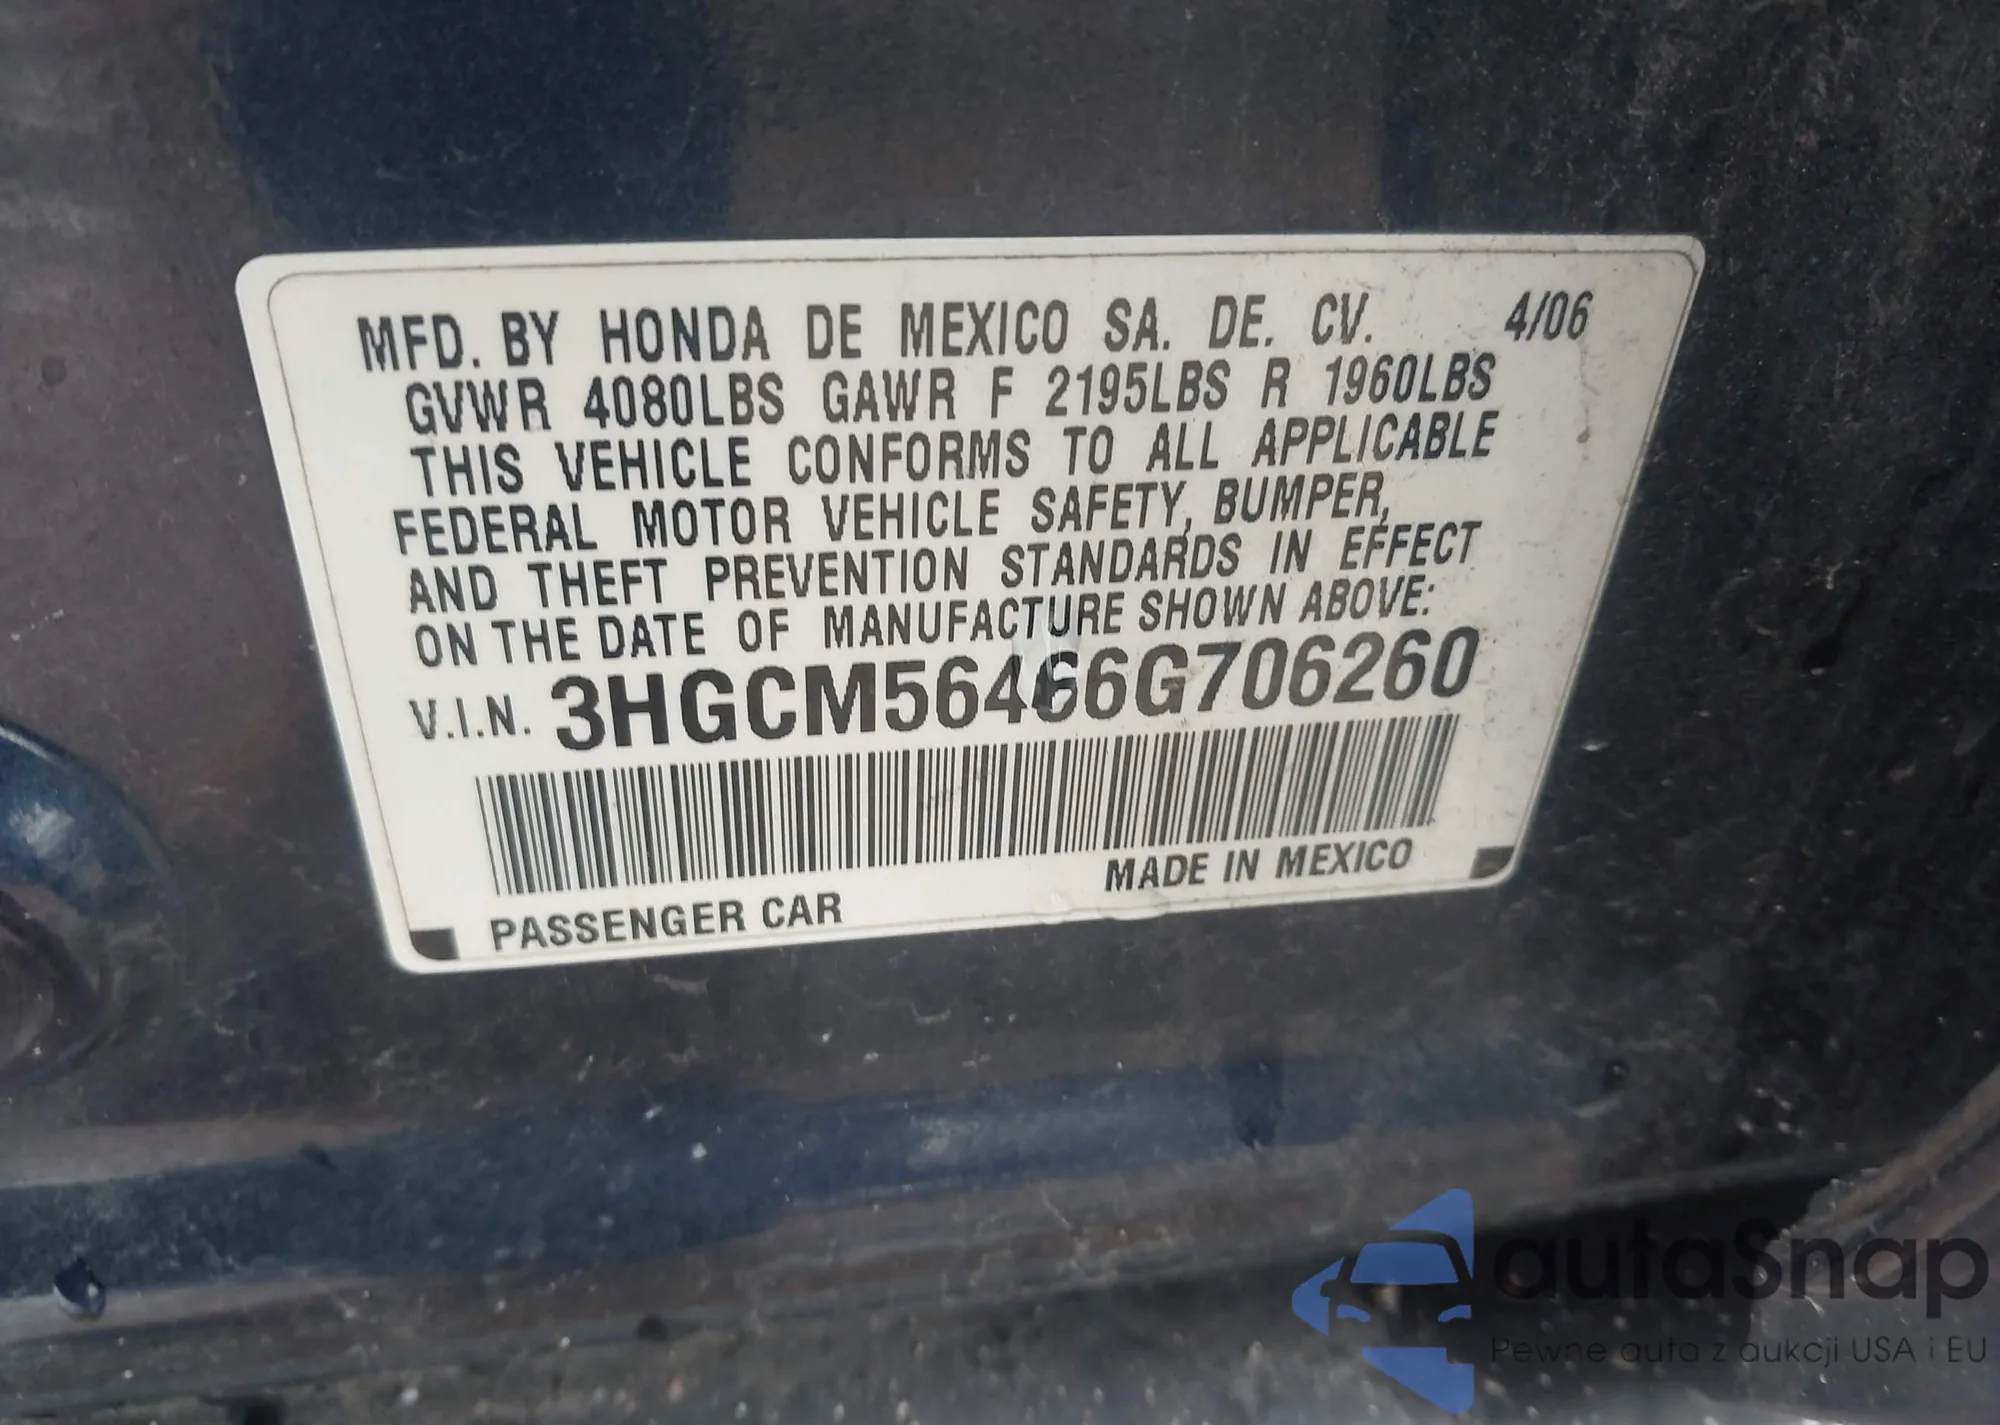 MFD. BY HONDA DE MEXICO SA. DE. CV. 4/06
GVWR 4080LBS GAWR F 2195LBS R 1960LBS
THIS VEHICLE CONFORMS TO ALL APPLICABLE
FEDERAL MOTOR VEHICLE SAFETY, BUMPER,
AND THEFT PREVENTION STANDARDS IN EFFECT
ON THE DATE OF MANUFACTURE SHOWN ABOVE:
V.I.N. 3HGCM56466G706260
PASSENGER CAR MADE IN MEXICO
autaSnap
Pewne auta z aukcji USA i EU